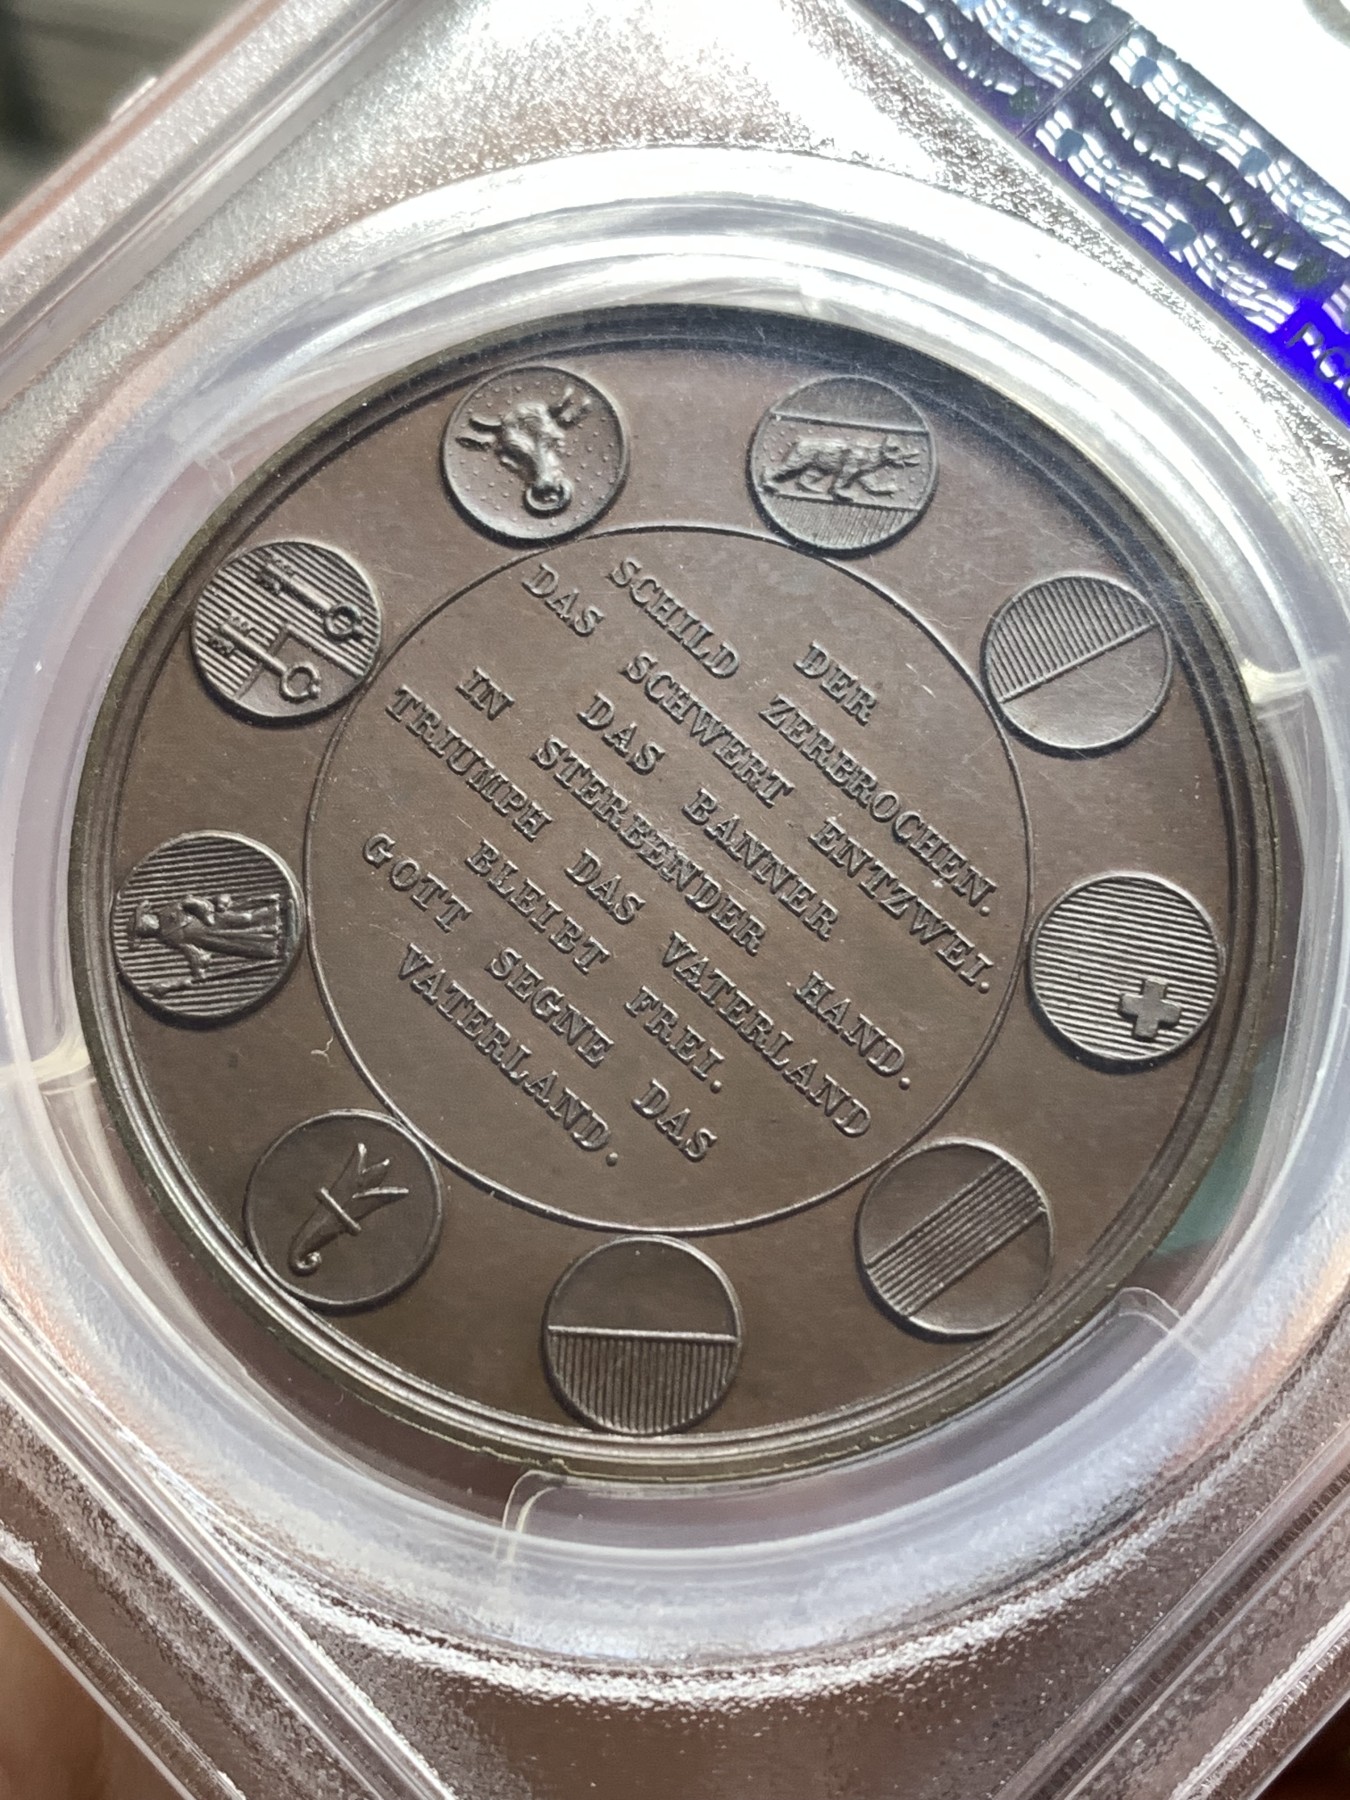 DER
SCHILD ZERBROCHEN.
DAS SCHWERT ENTZWEI.
DAS BANNER
IN STERBENDER HAND.
TRIUMPH DAS VATERLAND
BLEIBT FREI.
GOTT SEGNE DAS
VATERLAND.